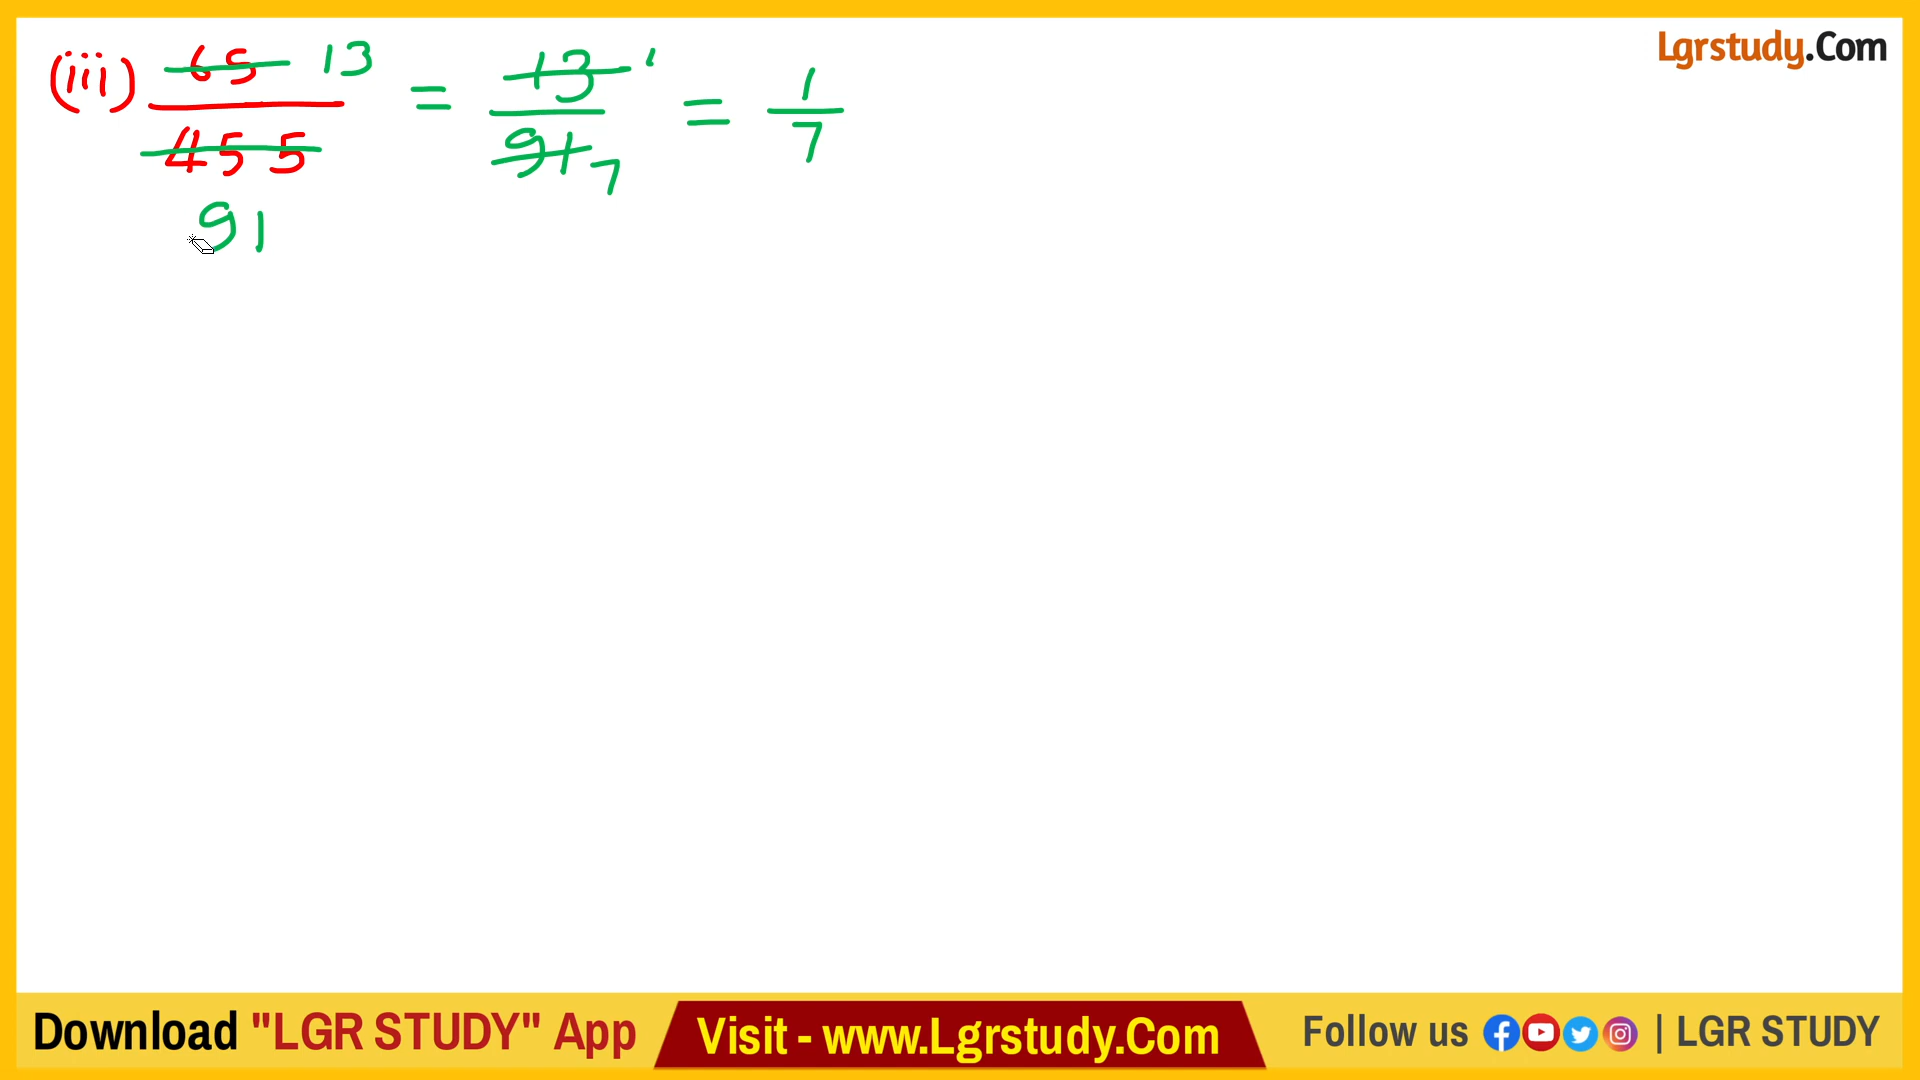 Lgrstudy.Com
(iii) 65/455 13 91 = 13/91 1 7 = 1/7
Download "LGR STUDY" App
Visit - www.Lgrstudy.Com
Follow us | LGR STUDY